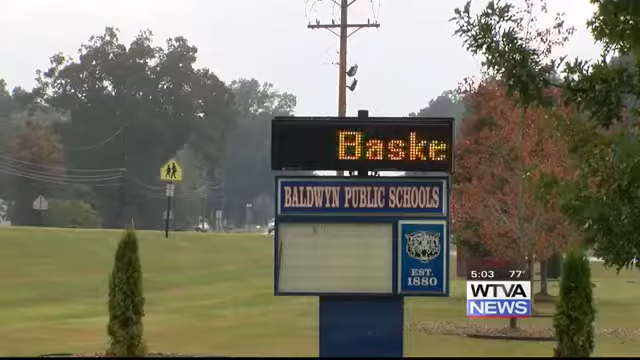 Baske
BALDWYN PUBLIC SCHOOLS
EST.
1880
5:03 77°
WTVA
NEWS